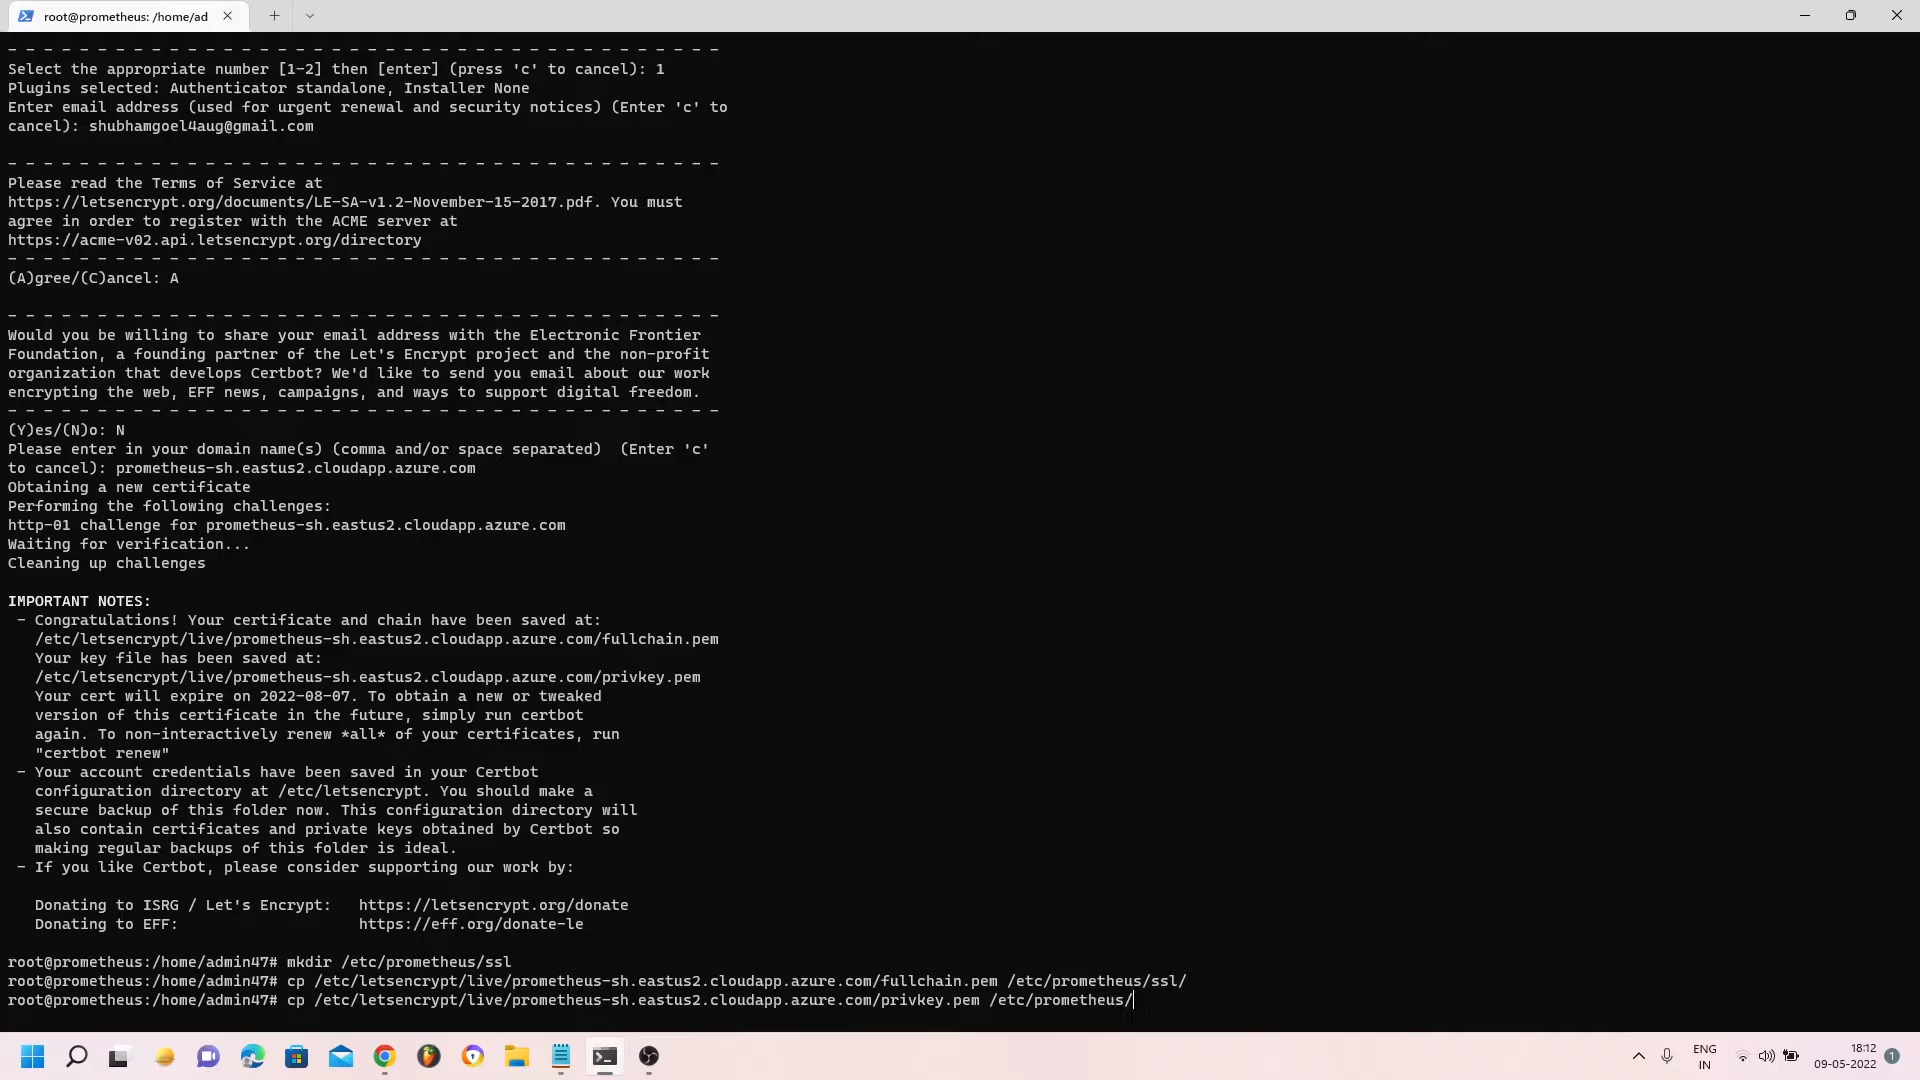 root@prometheus: /home/ad
- - - - - - - - - - - - - - - - - - - - - - - - - - - - - - - - - - - - - - - -
Select the appropriate number [1-2] then [enter] (press 'c' to cancel): 1
Plugins selected: Authenticator standalone, Installer None
Enter email address (used for urgent renewal and security notices) (Enter 'c' to
cancel): shubhamgoel4aug@gmail.com
- - - - - - - - - - - - - - - - - - - - - - - - - - - - - - - - - - - - - - - -
Please read the Terms of Service at
https://letsencrypt.org/documents/LE-SA-v1.2-November-15-2017.pdf. You must
agree in order to register with the ACME server at
https://acme-v02.api.letsencrypt.org/directory
- - - - - - - - - - - - - - - - - - - - - - - - - - - - - - - - - - - - - - - -
(A)gree/(C)ancel: A
- - - - - - - - - - - - - - - - - - - - - - - - - - - - - - - - - - - - - - - -
Would you be willing to share your email address with the Electronic Frontier
Foundation, a founding partner of the Let's Encrypt project and the non-profit
organization that develops Certbot? We'd like to send you email about our work
encrypting the web, EFF news, campaigns, and ways to support digital freedom.
- - - - - - - - - - - - - - - - - - - - - - - - - - - - - - - - - - - - - - - -
(Y)es/(N)o: N
Please enter in your domain name(s) (comma and/or space separated)  (Enter 'c'
to cancel): prometheus-sh.eastus2.cloudapp.azure.com
Obtaining a new certificate
Performing the following challenges:
http-01 challenge for prometheus-sh.eastus2.cloudapp.azure.com
Waiting for verification...
Cleaning up challenges
IMPORTANT NOTES:
- Congratulations! Your certificate and chain have been saved at:
/etc/letsencrypt/live/prometheus-sh.eastus2.cloudapp.azure.com/fullchain.pem
Your key file has been saved at:
/etc/letsencrypt/live/prometheus-sh.eastus2.cloudapp.azure.com/privkey.pem
Your cert will expire on 2022-08-07. To obtain a new or tweaked
version of this certificate in the future, simply run certbot
again. To non-interactively renew *all* of your certificates, run
"certbot renew"
- Your account credentials have been saved in your Certbot
configuration directory at /etc/letsencrypt. You should make a
secure backup of this folder now. This configuration directory will
also contain certificates and private keys obtained by Certbot so
making regular backups of this folder is ideal.
- If you like Certbot, please consider supporting our work by:
Donating to ISRG / Let's Encrypt:   https://letsencrypt.org/donate
Donating to EFF:                    https://eff.org/donate-le
root@prometheus:/home/admin47# mkdir /etc/prometheus/ssl
root@prometheus:/home/admin47# cp /etc/letsencrypt/live/prometheus-sh.eastus2.cloudapp.azure.com/fullchain.pem /etc/prometheus/ssl/
root@prometheus:/home/admin47# cp /etc/letsencrypt/live/prometheus-sh.eastus2.cloudapp.azure.com/privkey.pem /etc/prometheus/
ENG
IN
18:12
09-05-2022
1